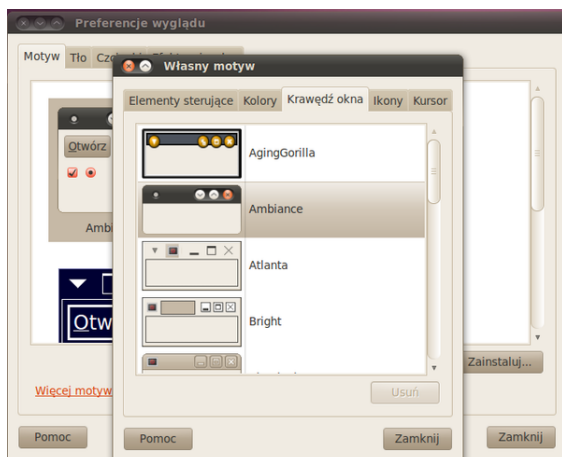 Preferencje wyglądu
Motyw Tło
Własny motyw
Elementy sterujące Kolory Krawędź okna Ikony Kursor
Otwórz
AgingGorilla
Ambiance
Atlanta
Bright
Zainstaluj...
Usuń
Więcej motyw
Pomoc
Pomoc
Zamknij
Zamknij